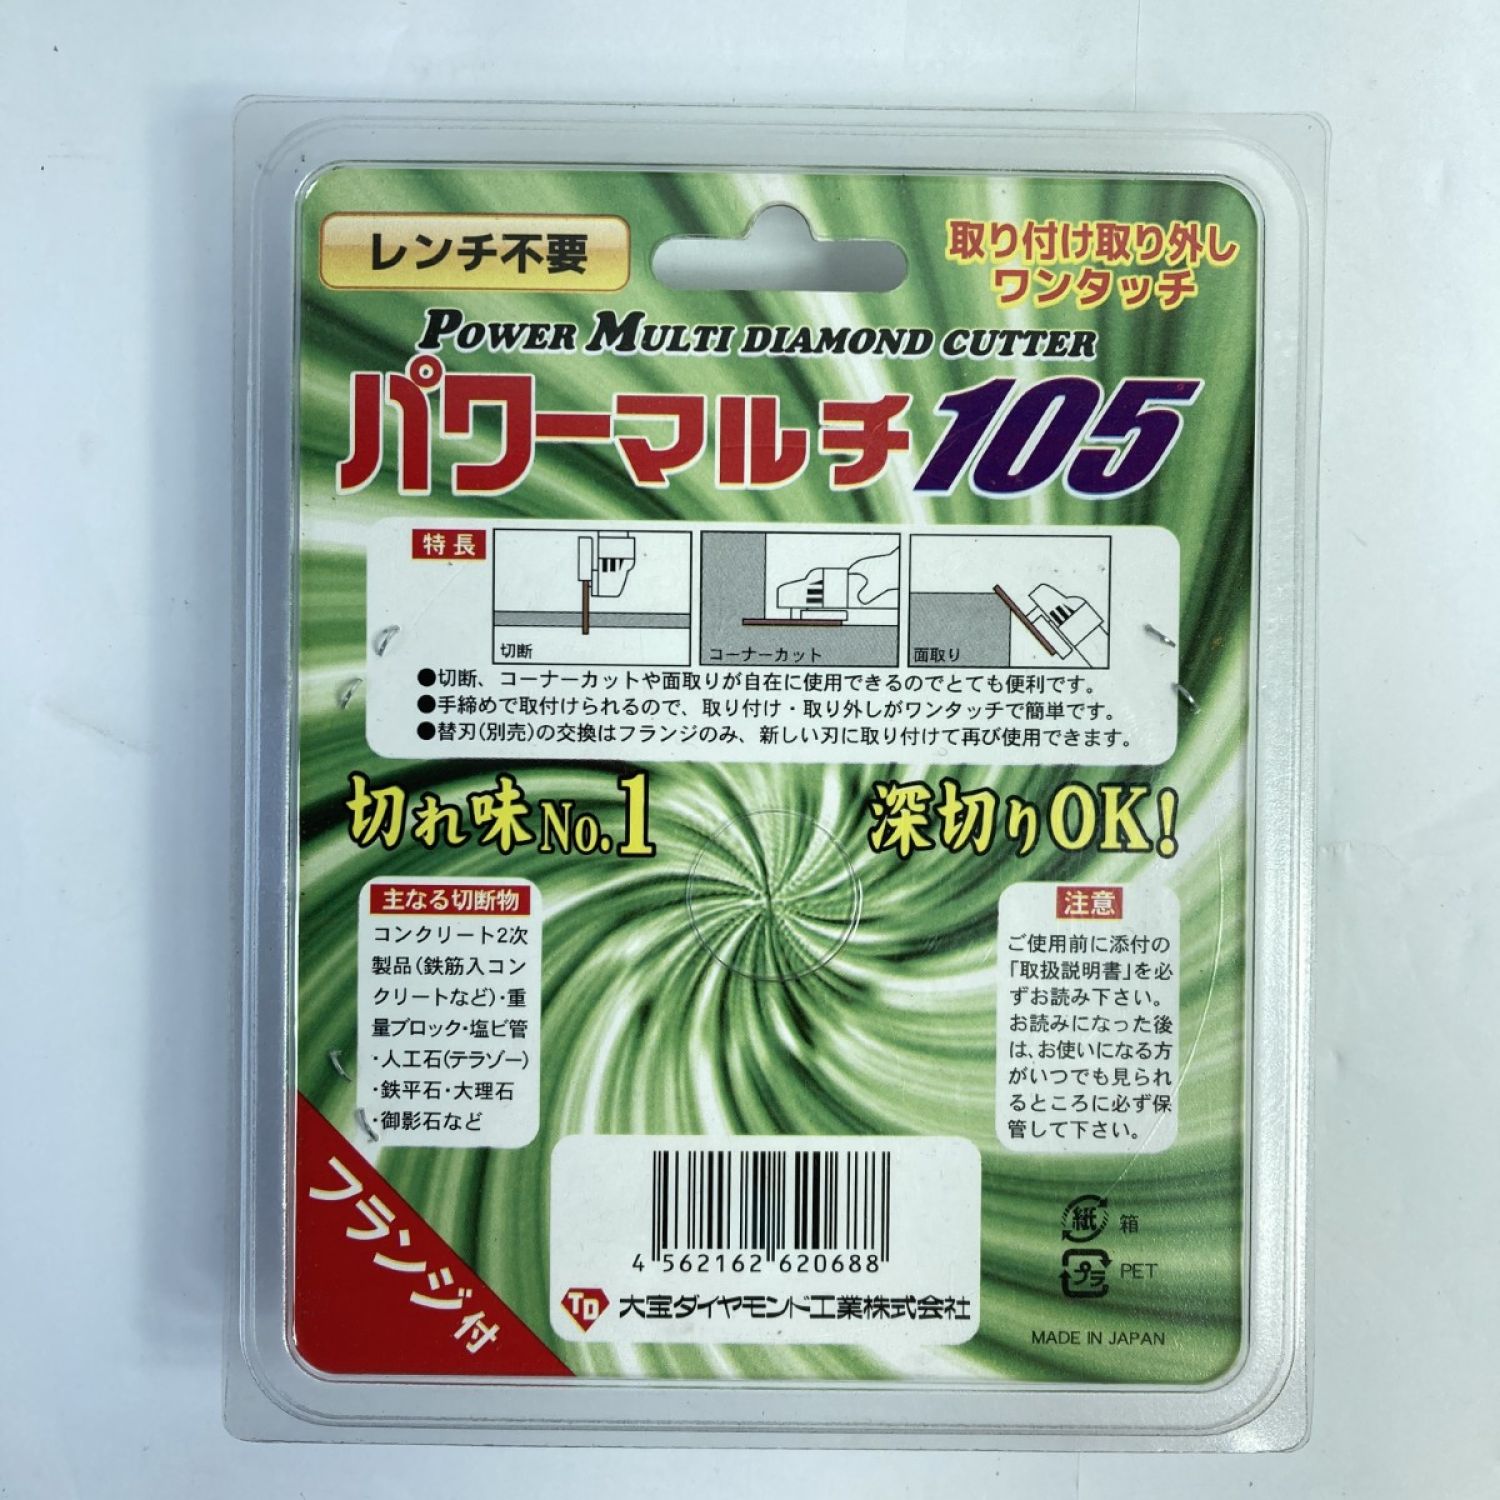 レンチ不要
取り付け取り外し
ワンタッチ
POWER MULTI DIAMOND CUTTER
パワーマルチ105
特長
切断
コーナーカット
面取り
●切断、コーナーカットや面取りが自在に使用できるのでとても便利です。
●手締めで取付けられるので、取り付け・取り外しがワンタッチで簡単です。
●替刃(別売)の交換はフランジのみ、新しい刃に取り付けて再び使用できます。
切れ味No.1
深切りOK!
主なる切断物
コンクリート2次
製品(鉄筋入コン
クリートなど)・重
量ブロック・塩ビ管
・人工石(テラゾー)
・鉄平石・大理石
・御影石など
注意
ご使用前に添付の
「取扱説明書」を必
ずお読み下さい。
お読みになった後
は、お使いになる方
がいつでも見られ
るところに必ず保
管して下さい。
フランジ付
4 562162 620688
TD 大宝ダイヤモンド工業株式会社
紙 箱
プラ PET
MADE IN JAPAN